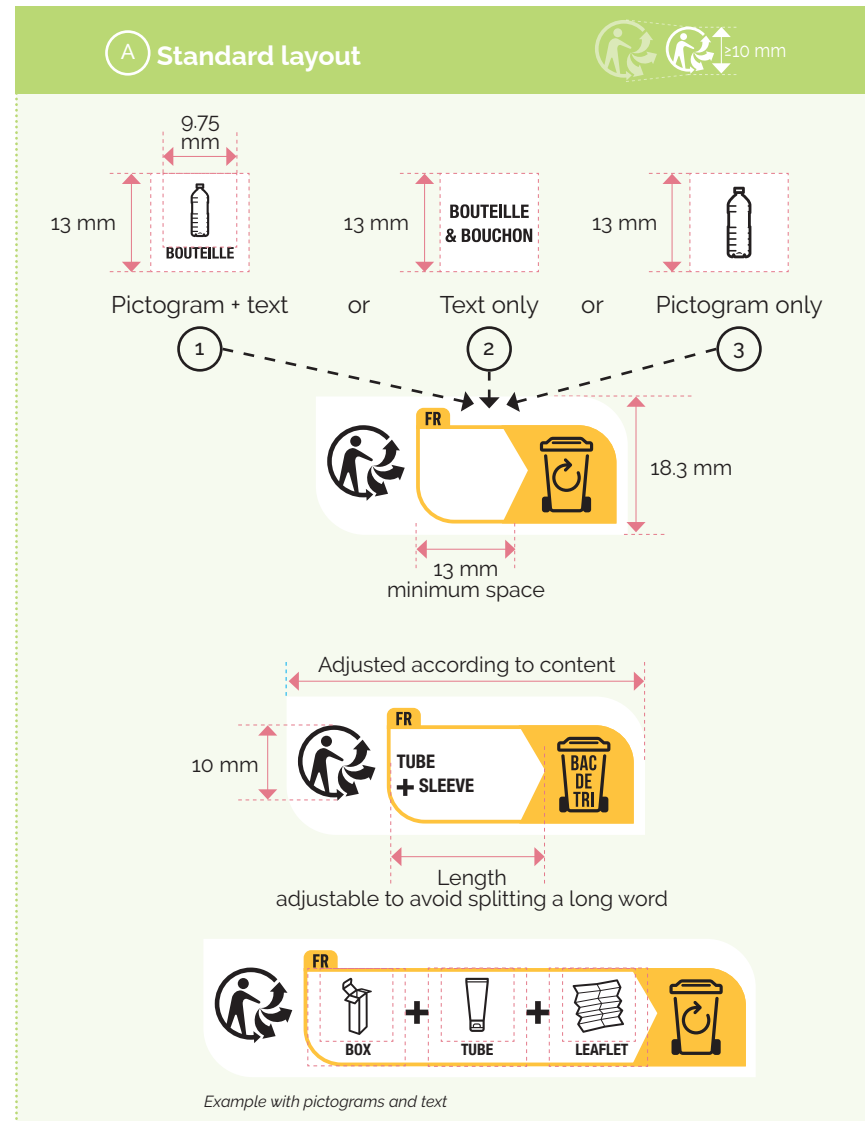 A Standard layout
≥10 mm
9.75
mm
13 mm
BOUTEILLE
13 mm
BOUTEILLE
& BOUCHON
13 mm
Pictogram + text or Text only or Pictogram only
1 2 3
FR
18.3 mm
13 mm
minimum space
Adjusted according to content
FR
10 mm
TUBE
+ SLEEVE
BAC
DE
TRI
Length
adjustable to avoid splitting a long word
FR
+ +
BOX TUBE LEAFLET
Example with pictograms and text